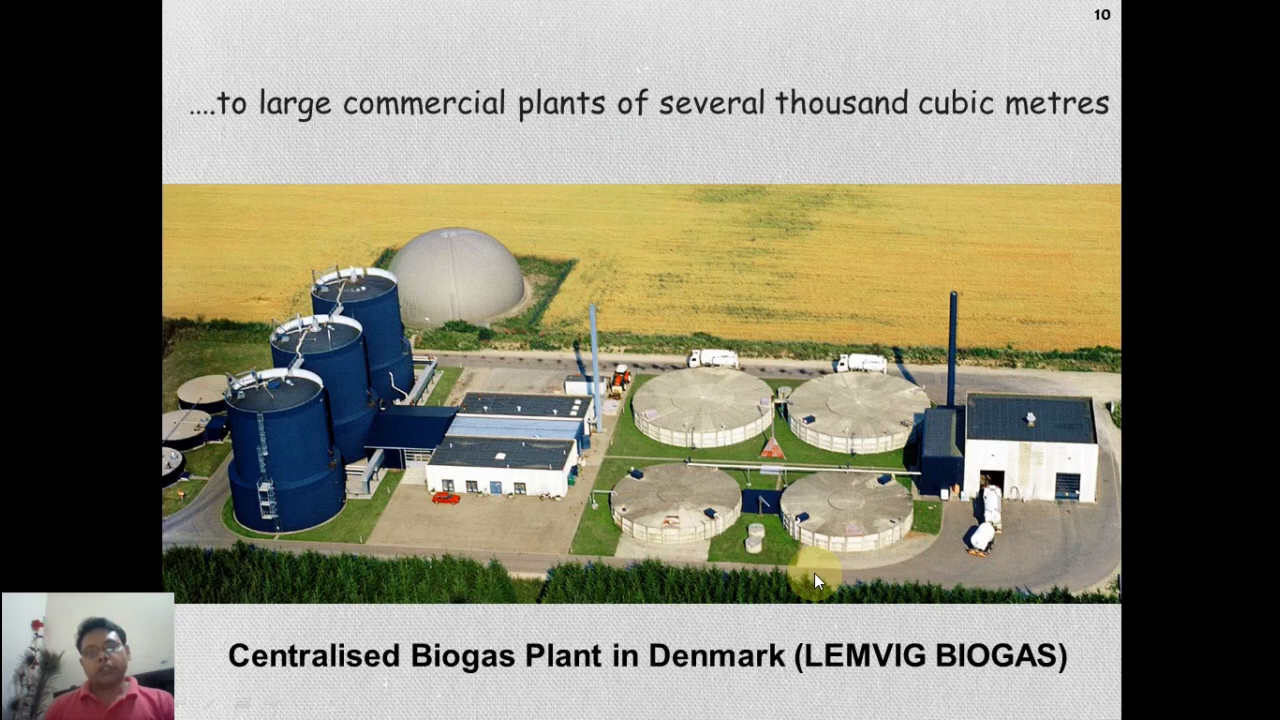 10
....to large commercial plants of several thousand cubic metres
Centralised Biogas Plant in Denmark (LEMVIG BIOGAS)